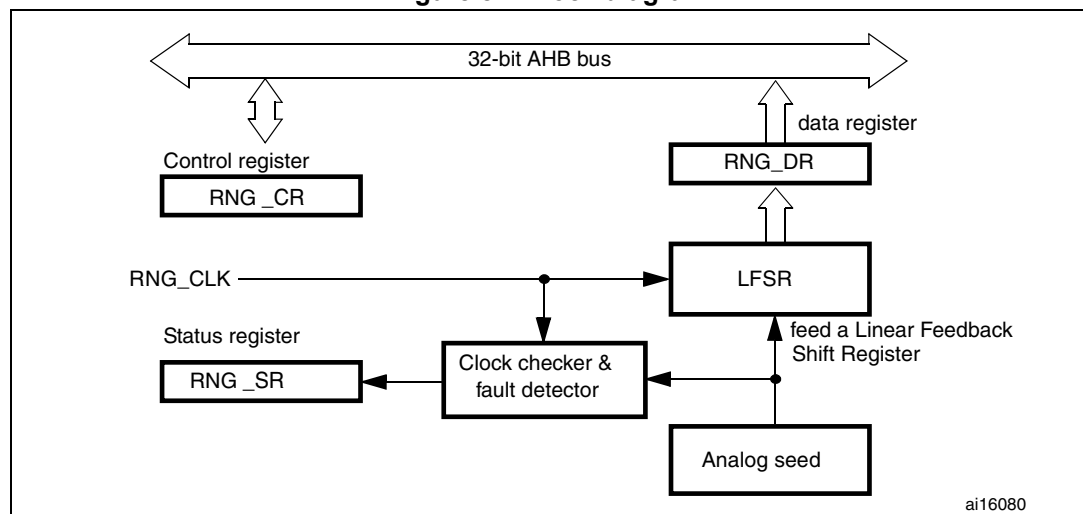 32-bit AHB bus
data register
Control register
RNG_DR
RNG _CR
RNG_CLK
LFSR
Status register
feed a Linear Feedback
Shift Register
RNG _SR
Clock checker &
fault detector
Analog seed
ai16080